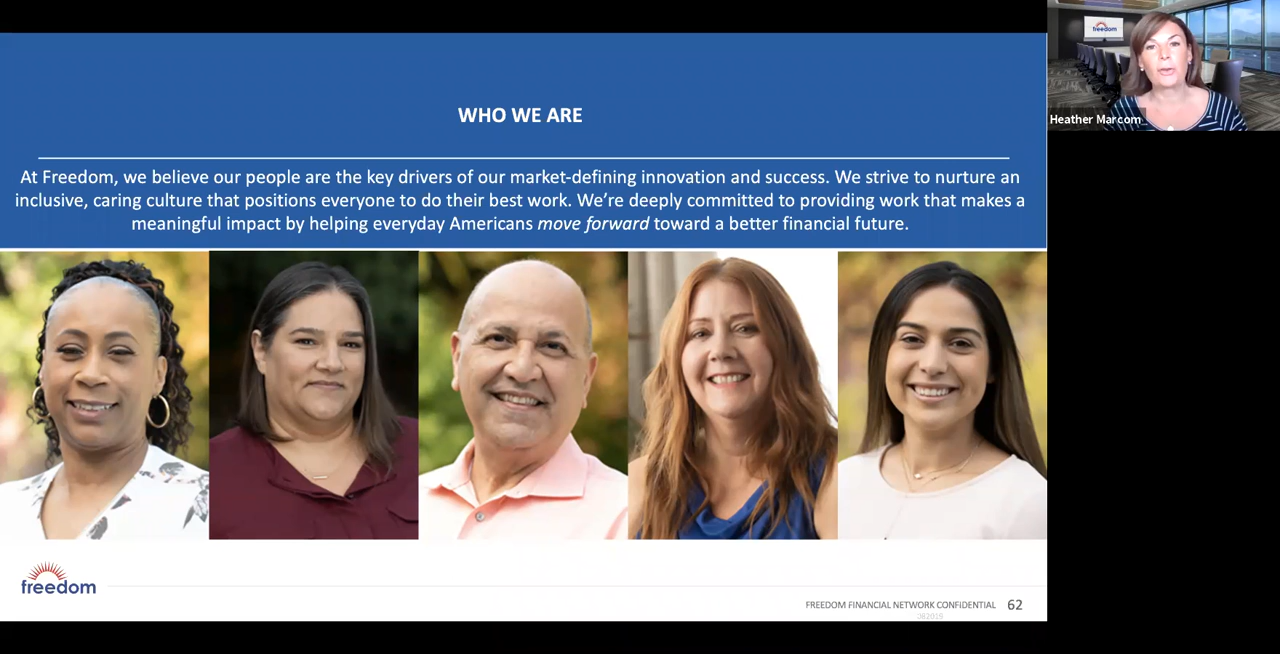 WHO WE ARE
At Freedom, we believe our people are the key drivers of our market-defining innovation and success. We strive to nurture an
inclusive, caring culture that positions everyone to do their best work. We’re deeply committed to providing work that makes a
meaningful impact by helping everyday Americans move forward toward a better financial future.
freedom
Heather Marcom
freedom
FREEDOM FINANCIAL NETWORK CONFIDENTIAL 62